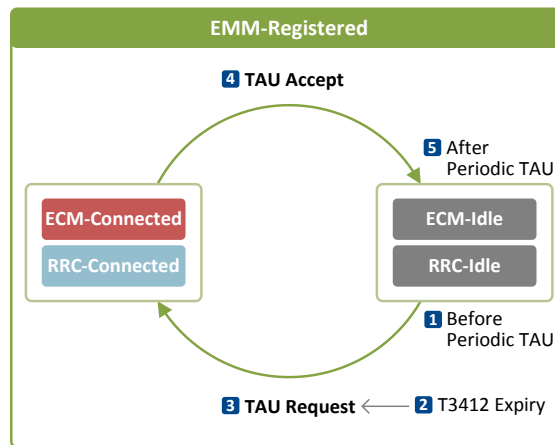 EMM-Registered
4 TAU Accept
5 After
Periodic TAU
ECM-Connected
RRC-Connected
ECM-Idle
RRC-Idle
1 Before
Periodic TAU
3 TAU Request
2 T3412 Expiry